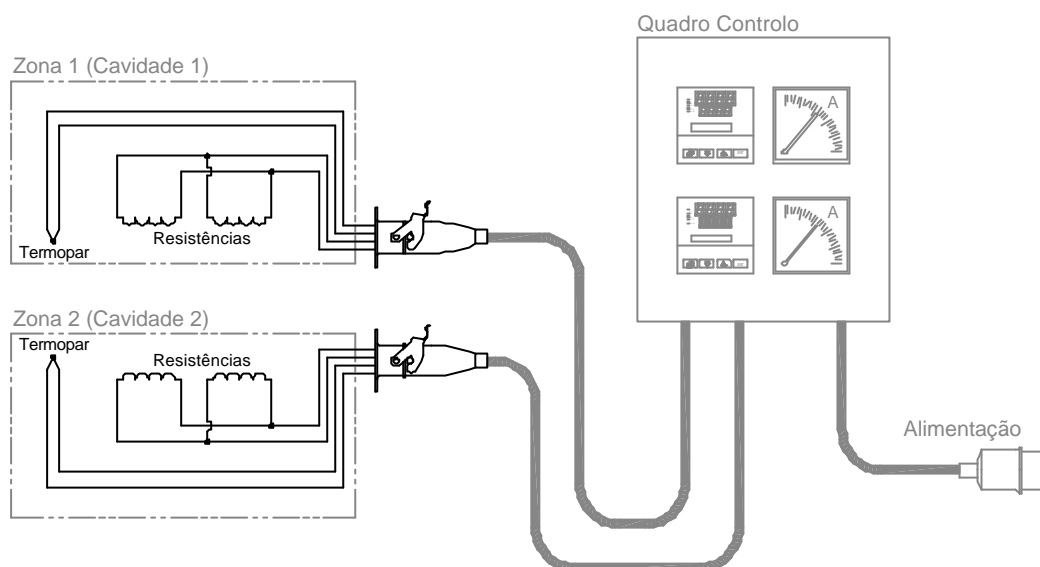 Quadro Controlo
Zona 1 (Cavidade 1)
A
Resistências
Termopar
A
Zona 2 (Cavidade 2)
Termopar
Resistências
Alimentação